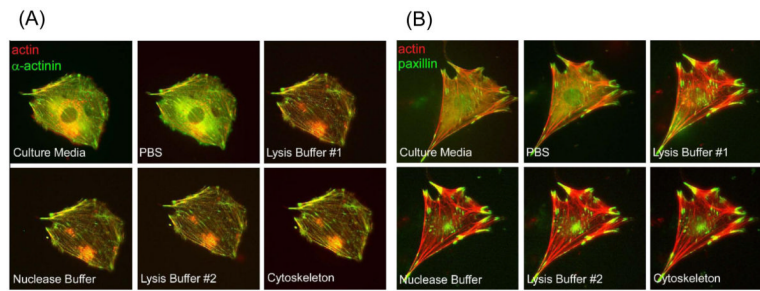 (A)
actin
α-actinin
Culture Media
PBS
Lysis Buffer #1
Nuclease Buffer
Lysis Buffer #2
Cytoskeleton
(B)
actin
paxillin
Culture Media
PBS
Lysis Buffer #1
Nuclease Buffer
Lysis Buffer #2
Cytoskeleton